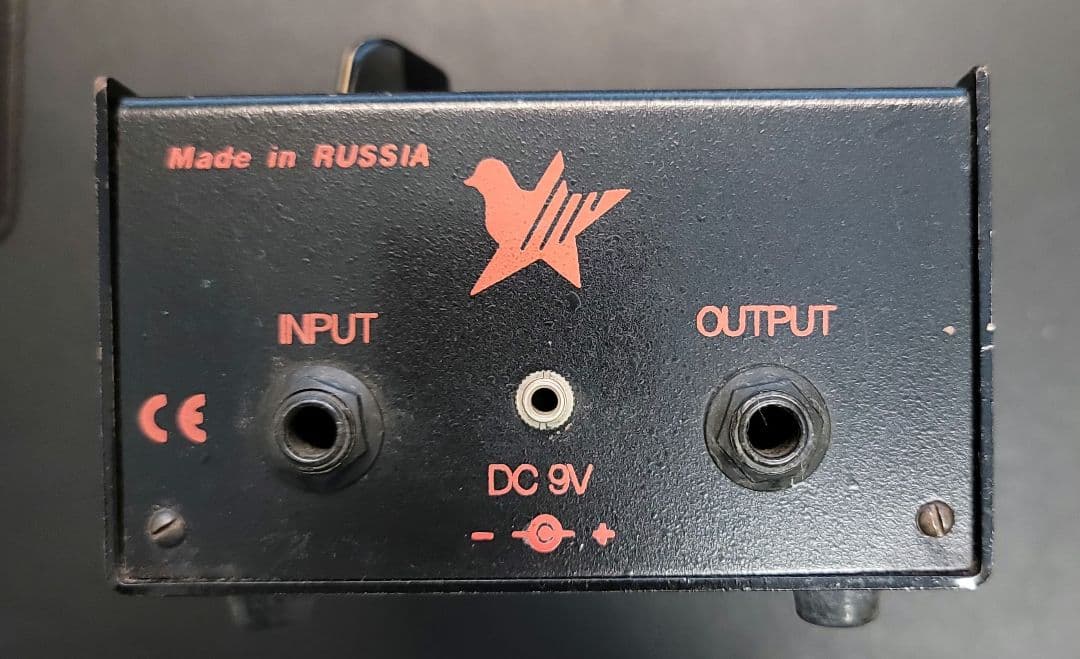 Made in RUSSIA
INPUT
OUTPUT
CE
DC 9V
- +